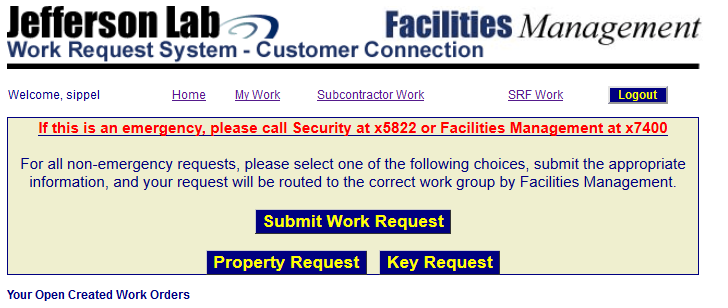 Jefferson Lab Facilities Management
Work Request System - Customer Connection
Welcome, sippel Home My Work Subcontractor Work SRF Work Logout
If this is an emergency, please call Security at x5822 or Facilities Management at x7400
For all non-emergency requests, please select one of the following choices, submit the appropriate
information, and your request will be routed to the correct work group by Facilities Management.
Submit Work Request
Property Request Key Request
Your Open Created Work Orders